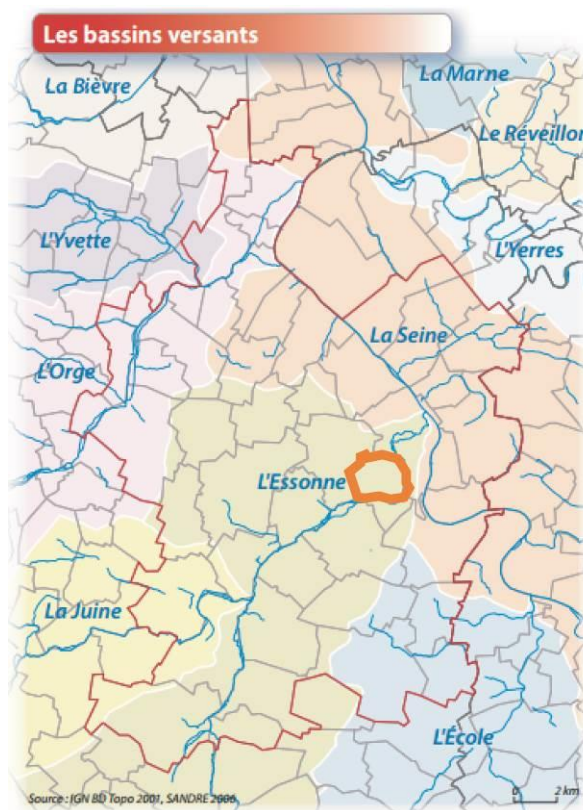 Les bassins versants
La Bièvre
La Marne
Le Réveillon
L'Yvette
L'Yerres
La Seine
L'Orge
L'Essonne
La Juine
L'École
0 2 km
Source : IGN BD Topo 2001, SANDRE 2006